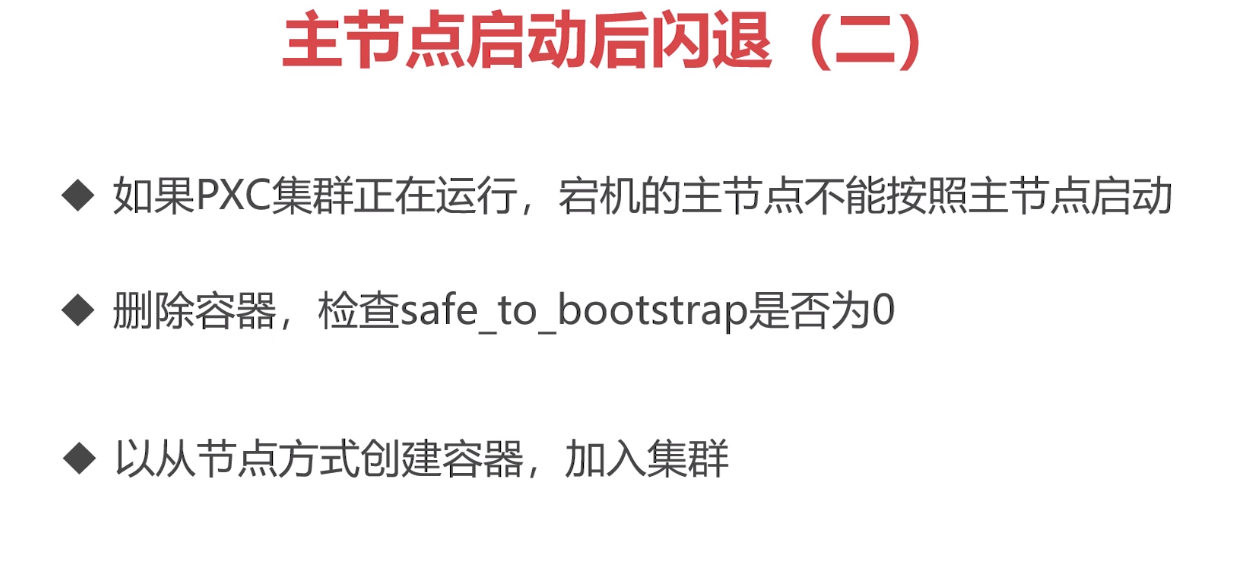 主节点启动后闪退（二）
◆ 如果PXC集群正在运行，宕机的主节点不能按照主节点启动
◆ 删除容器，检查safe_to_bootstrap是否为0
◆ 以从节点方式创建容器，加入集群